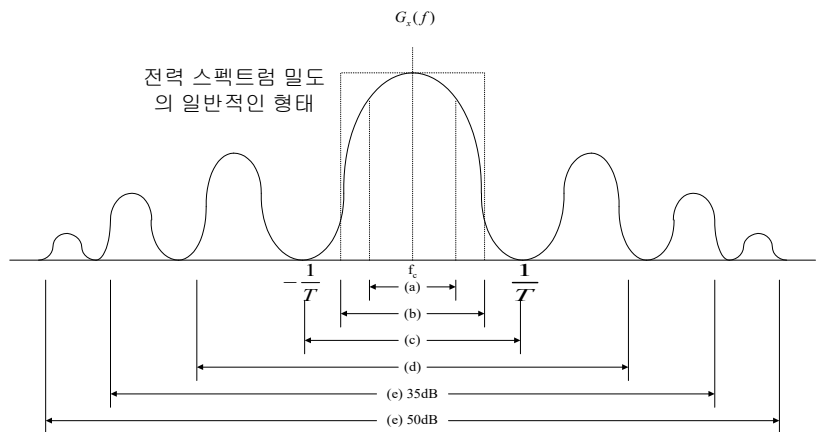 G_x(f)
전력 스펙트럼 밀도
의 일반적인 형태
f_c
-1/T
1/T
(a)
(b)
(c)
(d)
(e) 35dB
(e) 50dB